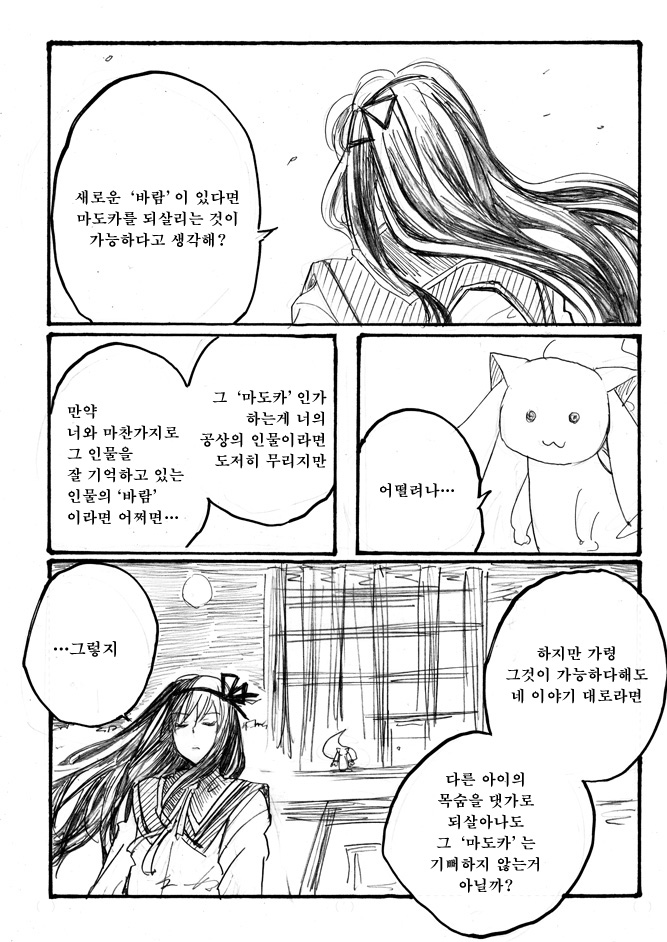 새로운 '바람'이 있다면
마도카를 되살리는 것이
가능하다고 생각해?
어떨려나…
그 '마도카'인가
하는게 너의
공상의 인물이라면
도저히 무리지만
만약
너와 마찬가지로
그 인물을
잘 기억하고 있는
인물의 '바람'
이라면 어쩌면…
하지만 가령
그것이 가능하다해도
네 이야기 대로라면
다른 아이의
목숨을 댓가로
되살아나도
그 '마도카'는
기뻐하지 않는거
아닐까?
…그렇지